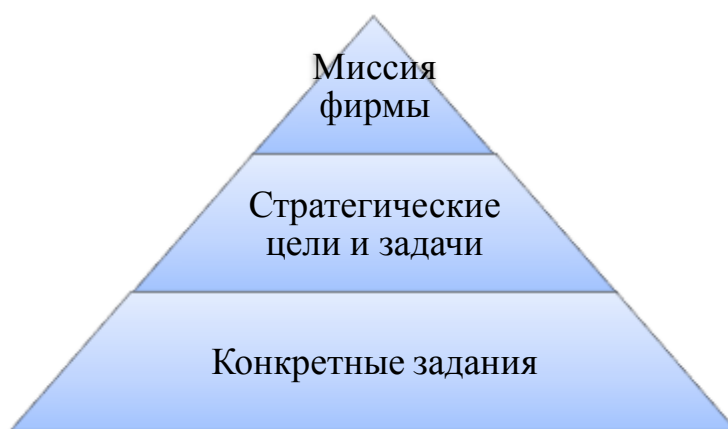 Миссия
фирмы
Стратегические
цели и задачи
Конкретные задания